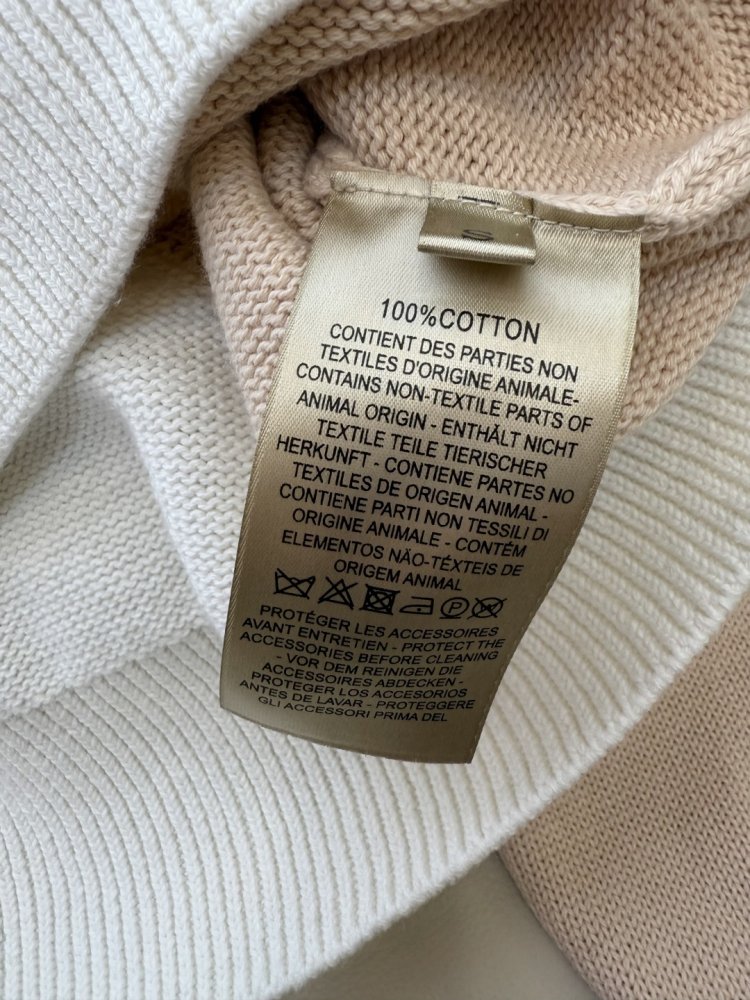 100%COTTON
CONTIENT DES PARTIES NON
TEXTILES D'ORIGINE ANIMALE-
CONTAINS NON-TEXTILE PARTS OF
ANIMAL ORIGIN - ENTHÄLT NICHT
TEXTILE TEILE TIERISCHER
HERKUNFT - CONTIENE PARTES NO
TEXTILES DE ORIGEN ANIMAL -
CONTIENE PARTI NON TESSILI DI
ORIGINE ANIMALE - CONTÉM
ELEMENTOS NÃO-TÉXTEIS DE
ORIGEM ANIMAL
P
PROTÉGER LES ACCESSOIRES
AVANT ENTRETIEN - PROTECT THE
ACCESSORIES BEFORE CLEANING
- VOR DEM REINIGEN DIE
ACCESSOIRES ABDECKEN -
PROTEGER LOS ACCESORIOS
ANTES DE LAVAR - PROTEGGERE
GLI ACCESSORI PRIMA DEL